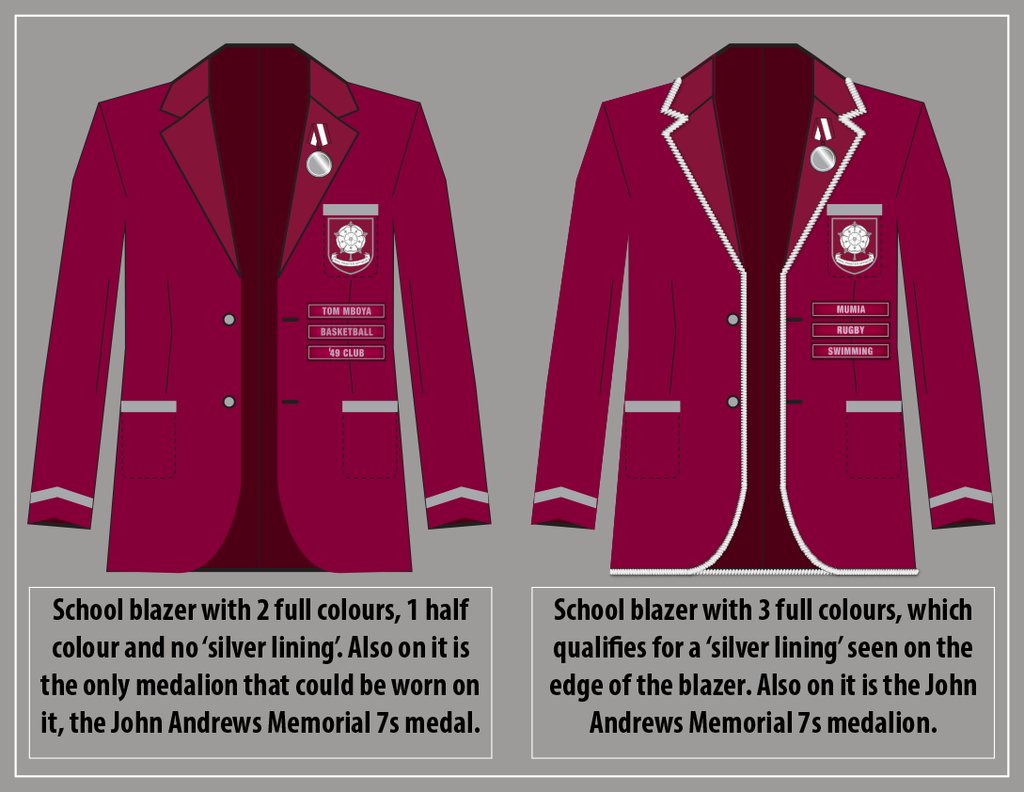 TOM MBOYA
BASKETBALL
'49 CLUB
MUMIA
RUGBY
SWIMMING
School blazer with 2 full colours, 1 half
colour and no ‘silver lining’. Also on it is
the only medalion that could be worn on
it, the John Andrews Memorial 7s medal.
School blazer with 3 full colours, which
qualifies for a ‘silver lining’ seen on the
edge of the blazer. Also on it is the John
Andrews Memorial 7s medalion.